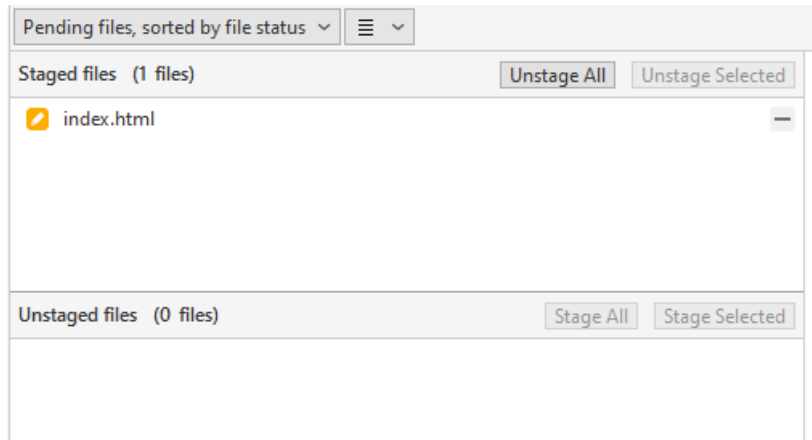 Pending files, sorted by file status
Staged files (1 files) Unstage All Unstage Selected
index.html
Unstaged files (0 files) Stage All Stage Selected